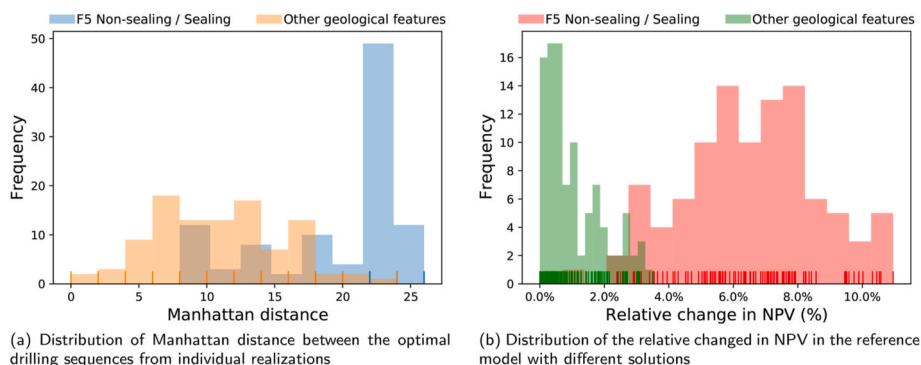 F5 Non-sealing / Sealing
Other geological features
50
40
30
20
10
0
Frequency
0
5
10
15
20
25
Manhattan distance
(a) Distribution of Manhattan distance between the optimal
drilling sequences from individual realizations
F5 Non-sealing / Sealing
Other geological features
16
14
12
10
8
6
4
2
0
Frequency
0.0%
2.0%
4.0%
6.0%
8.0%
10.0%
Relative change in NPV (%)
(b) Distribution of the relative changed in NPV in the reference
model with different solutions